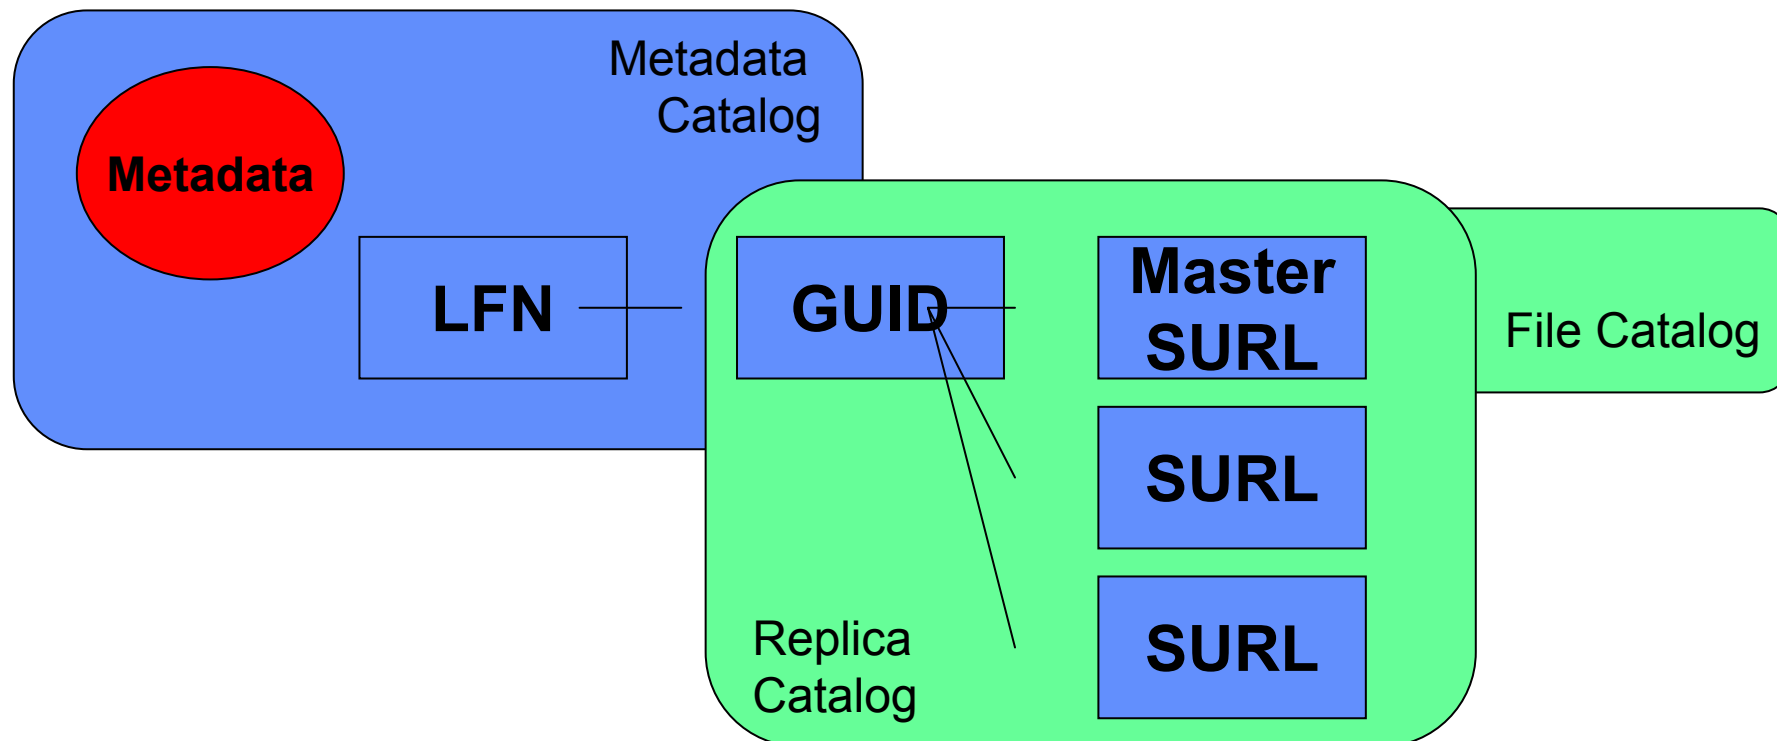 Metadata
Catalog
Metadata
LFN
GUID
Master
SURL
File Catalog
SURL
SURL
Replica
Catalog